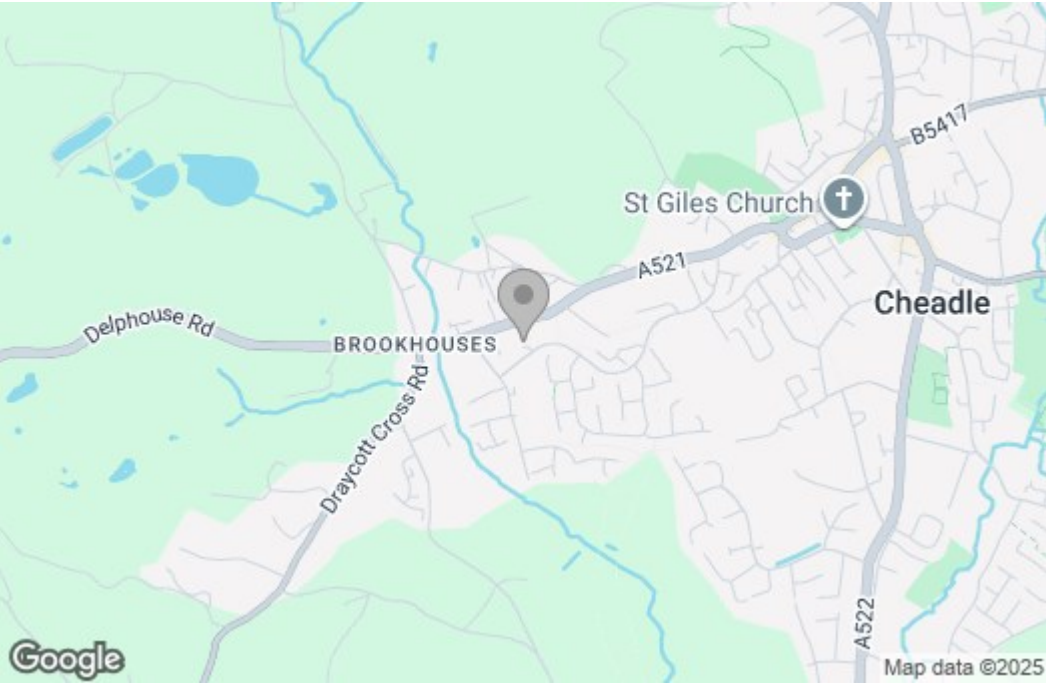 B5417
St Giles Church
A521
Cheadle
Delphouse Rd
BROOKHOUSES
Draycott Cross Rd
A522
Google
Map data ©2025